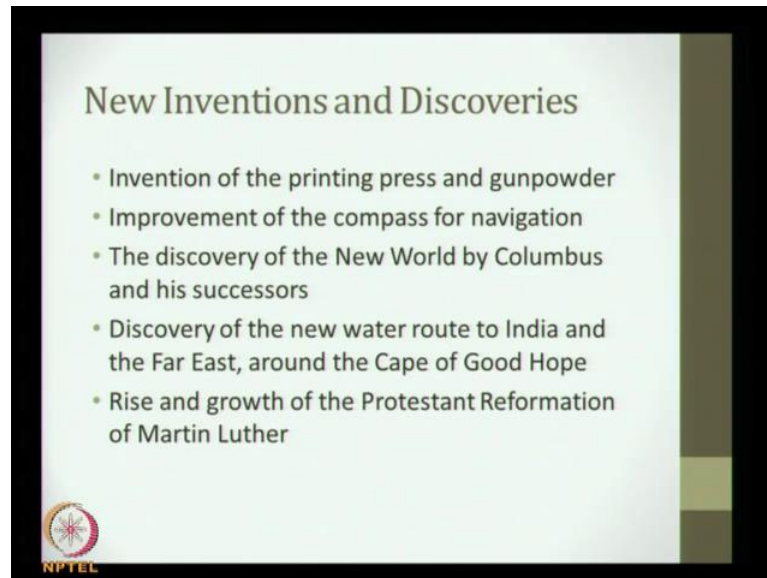 New Inventions and Discoveries
• Invention of the printing press and gunpowder
• Improvement of the compass for navigation
• The discovery of the New World by Columbus
and his successors
• Discovery of the new water route to India and
the Far East, around the Cape of Good Hope
• Rise and growth of the Protestant Reformation
of Martin Luther
NPTEL